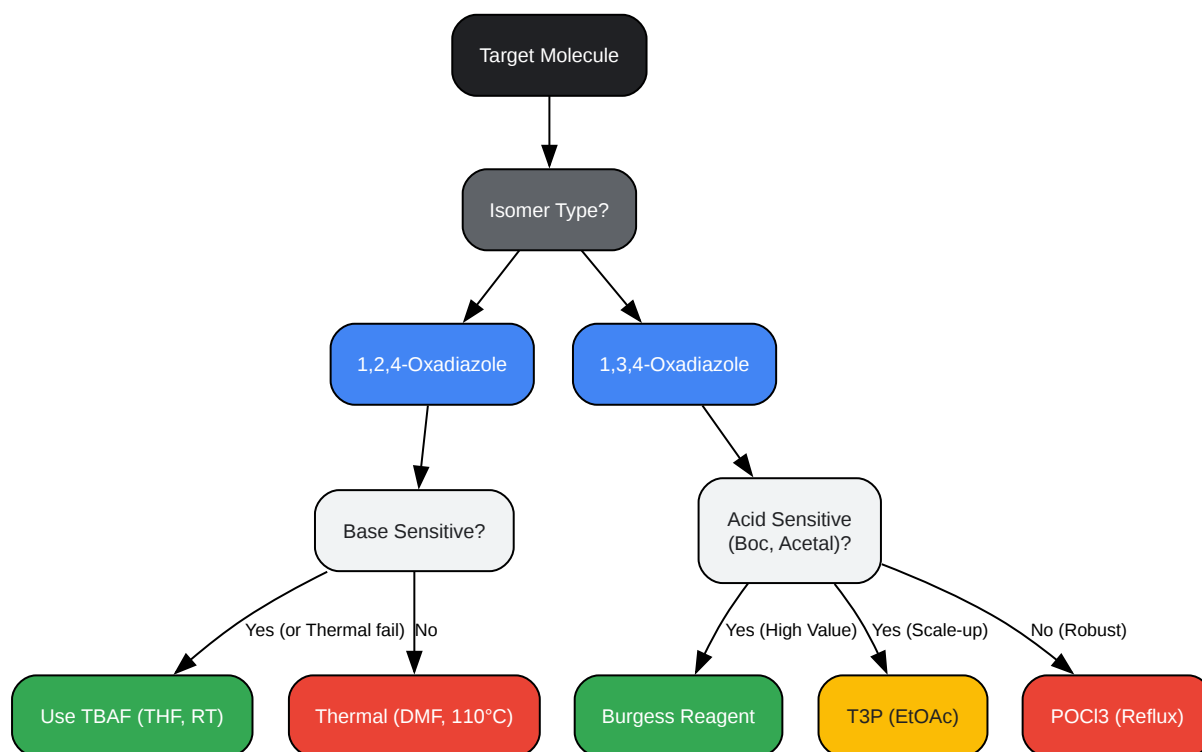 Target Molecule
Isomer Type?
1,2,4-Oxadiazole
1,3,4-Oxadiazole
Base Sensitive?
Acid Sensitive
(Boc, Acetal)?
Yes (or Thermal fail)
No
Yes (High Value)
Yes (Scale-up)
No (Robust)
Use TBAF (THF, RT)
Thermal (DMF, 110°C)
Burgess Reagent
T3P (EtOAc)
POCl3 (Reflux)